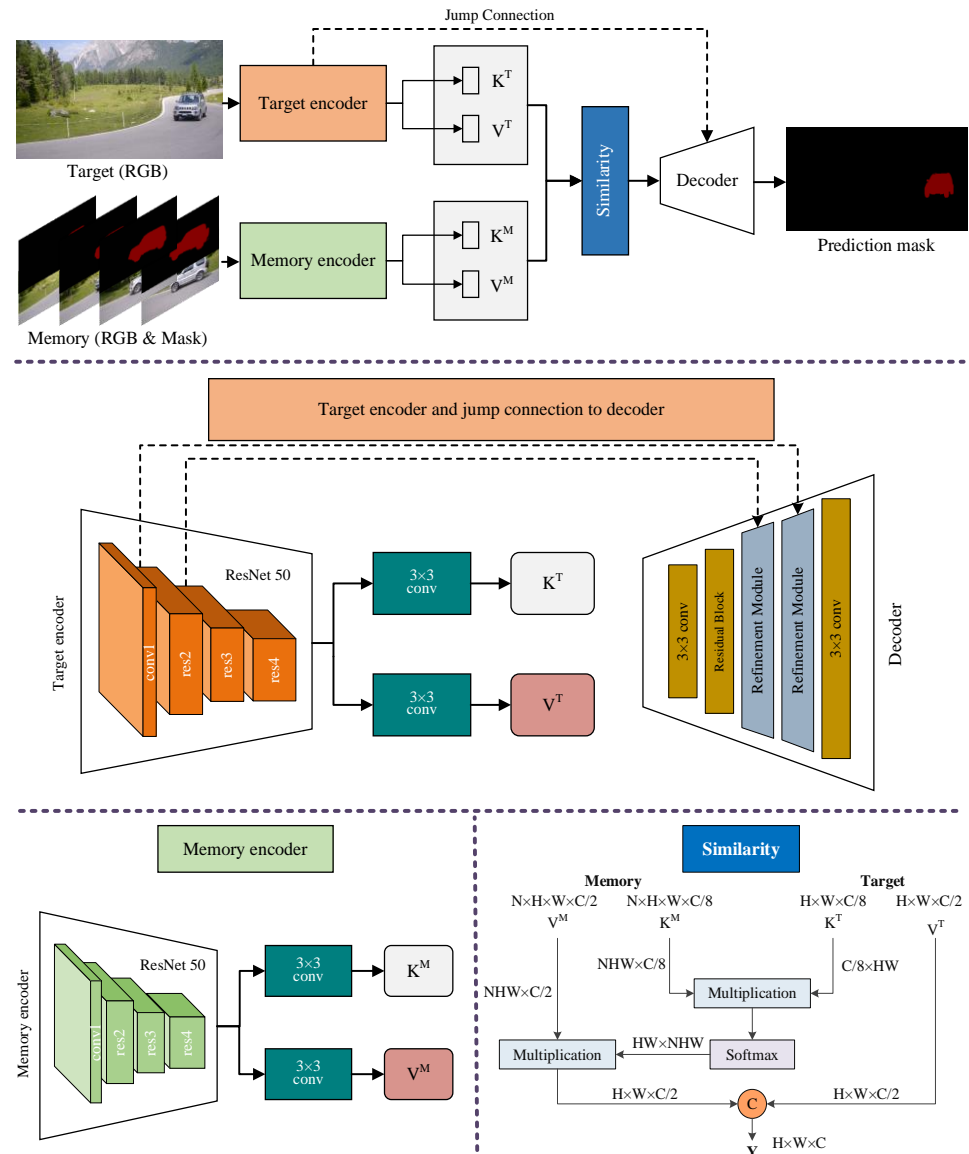 Jump Connection
Target encoder
K^T
V^T
Target (RGB)
Similarity
Decoder
Prediction mask
Memory encoder
K^M
V^M
Memory (RGB & Mask)
Target encoder and jump connection to decoder
Target encoder
ResNet 50
conv1
res2
res3
res4
3×3
conv
K^T
3×3
conv
V^T
3×3 conv
Residual Block
Refinement Module
Refinement Module
3×3 conv
Decoder
Memory encoder
Memory encoder
ResNet 50
conv1
res2
res3
res4
3×3
conv
K^M
3×3
conv
V^M
Similarity
Memory
Target
N×H×W×C/2
N×H×W×C/8
H×W×C/8
H×W×C/2
V^M
K^M
K^T
V^T
NHW×C/8
C/8×HW
NHW×C/2
Multiplication
HW×NHW
Multiplication
Softmax
H×W×C/2
C
H×W×C/2
H×W×C
Y